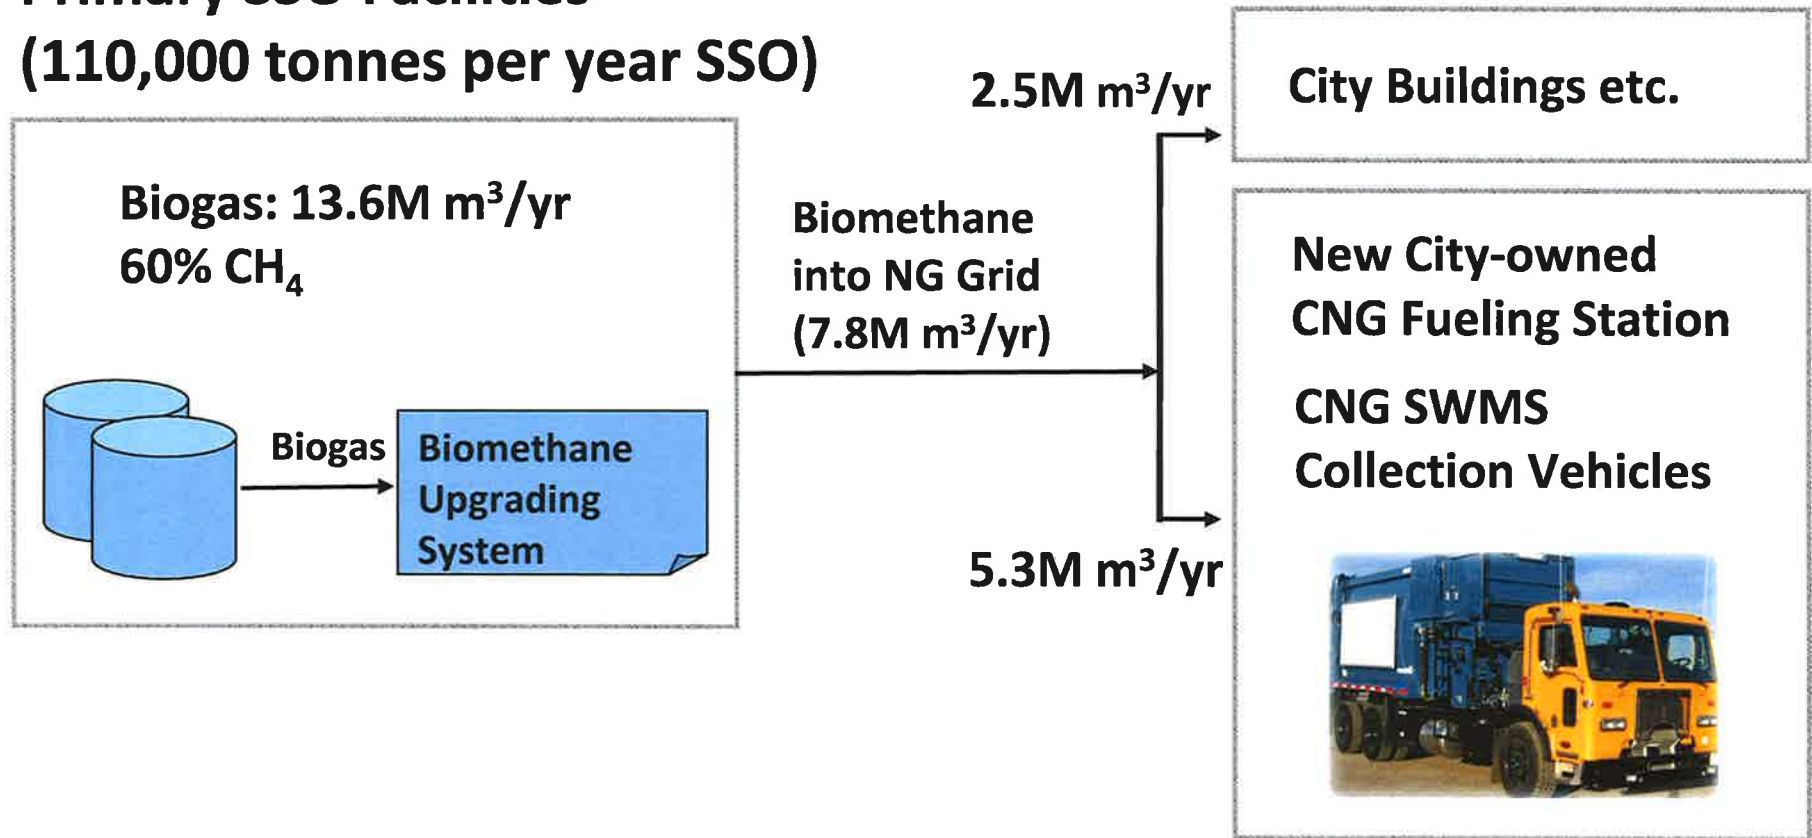 (110,000 tonnes per year SSO)
Biogas: 13.6M m³/yr
60% CH₄
Biogas
Biomethane
Upgrading
System
Biomethane
into NG Grid
(7.8M m³/yr)
2.5M m³/yr
City Buildings etc.
5.3M m³/yr
New City-owned
CNG Fueling Station
CNG SWMS
Collection Vehicles